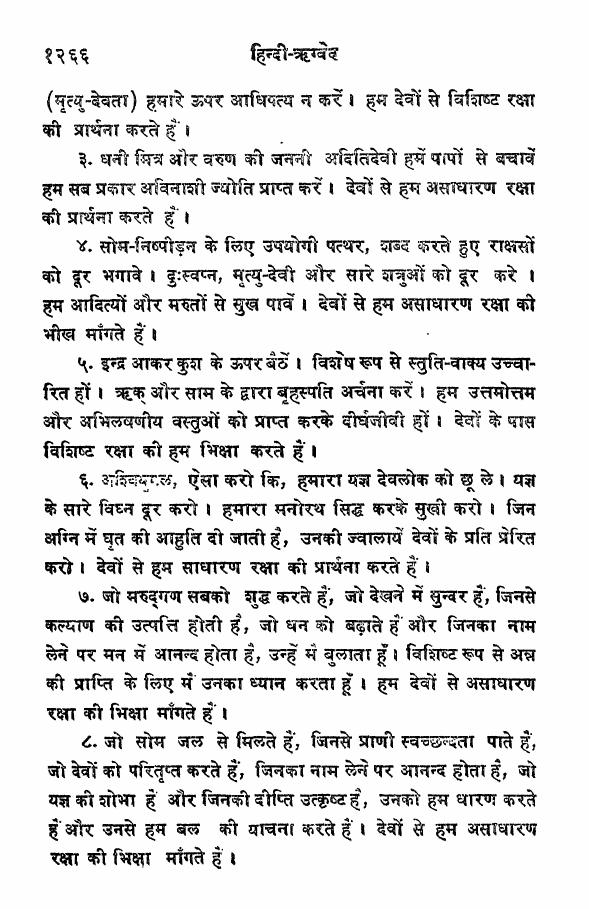 १२६६ हिन्दी-ऋग्वेद
(मृत्यु-देवता) हमारे ऊपर आधिपत्य न करें। हम देवों से विशिष्ट रक्षा
की प्रार्थना करते हैं।
३. धनी मित्र और वरुण की जननी अदितिदेवी हमें पापों से बचावें
हम सब प्रकार अविनाशी ज्योति प्राप्त करें। देवों से हम असाधारण रक्षा
की प्रार्थना करते हैं।
४. सोम-निष्पीड़न के लिए उपयोगी पत्थर, शब्द करते हुए राक्षसों
को दूर भगावे। दुःस्वप्न, मृत्यु-देवी और सारे शत्रुओं को दूर करे।
हम आदित्यों और मरुतों से सुख पावें। देवों से हम असाधारण रक्षा की
भीख माँगते हैं।
५. इन्द्र आकर कुश के ऊपर बैठें। विशेष रूप से स्तुति-वाक्य उच्चा-
रित हों। ऋक् और साम के द्वारा बृहस्पति अर्चना करें। हम उत्तमोत्तम
और अभिलषणीय वस्तुओं को प्राप्त करके दीर्घजीवी हों। देवों के पास
विशिष्ट रक्षा की हम भिक्षा करते हैं।
६. अश्विद्वय, ऐसा करो कि, हमारा यज्ञ देवलोक को छू ले। यज्ञ
के सारे विघ्न दूर करो। हमारा मनोरथ सिद्ध करके सुखी करो। जिन
अग्नि में घृत की आहुति दी जाती है, उनकी ज्वालायें देवों के प्रति प्रेरित
करो। देवों से हम साधारण रक्षा की प्रार्थना करते हैं।
७. जो मरुद्गण सबको शुद्ध करते हैं, जो देखने में सुन्दर हैं, जिनसे
कल्याण की उत्पत्ति होती है, जो धन को बढ़ाते हैं और जिनका नाम
लेने पर मन में आनन्द होता है, उन्हें मैं बुलाता हूँ। विशिष्ट रूप से अन्न
की प्राप्ति के लिए मैं उनका ध्यान करता हूँ। हम देवों से असाधारण
रक्षा की भिक्षा माँगते हैं।
८. जो सोम जल से मिलते हैं, जिनसे प्राणी स्वच्छन्दता पाते हैं,
जो देवों को परितृप्त करते हैं, जिनका नाम लेने पर आनन्द होता है, जो
यज्ञ की शोभा हैं और जिनकी दीप्ति उत्कृष्ट है, उनको हम धारण करते
हैं और उनसे हम बल की याचना करते हैं। देवों से हम असाधारण
रक्षा की भिक्षा माँगते हैं।